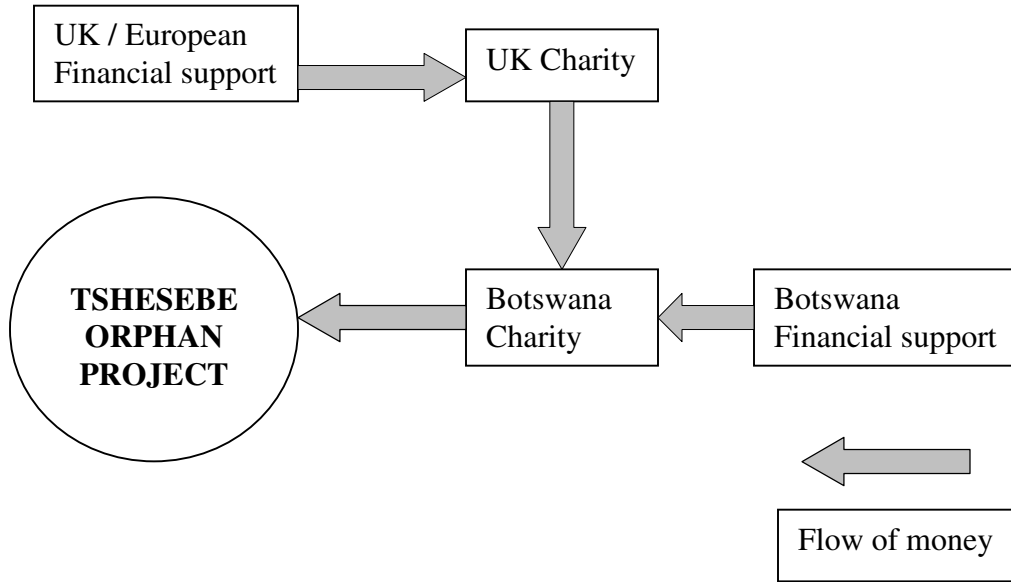 UK / European
Financial support
UK Charity
TSHESEBE
ORPHAN
PROJECT
Botswana
Charity
Botswana
Financial support
Flow of money